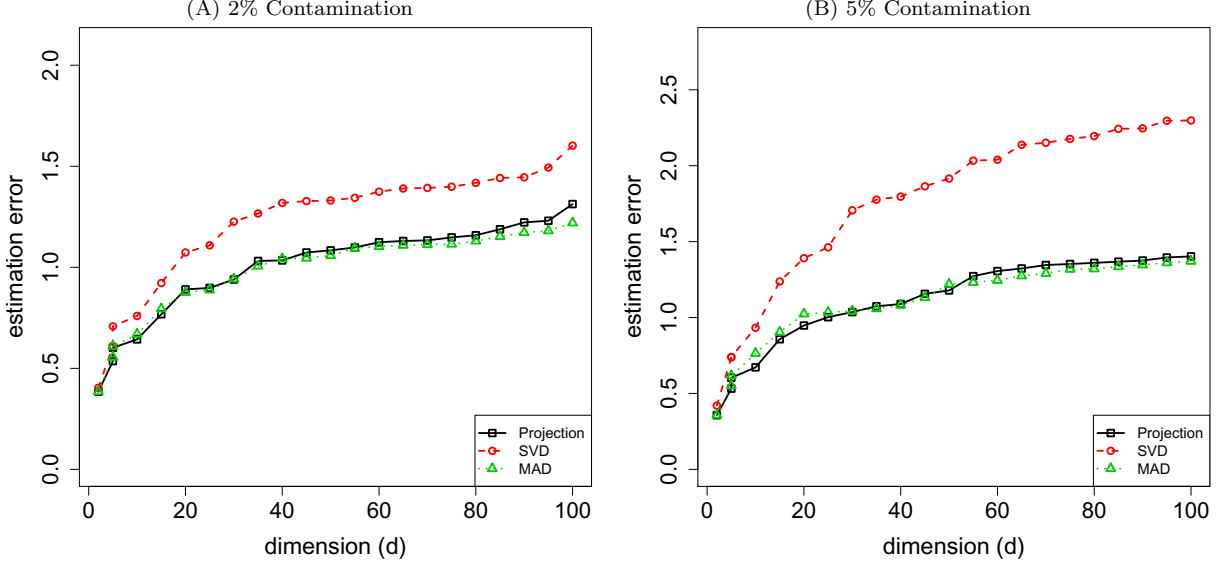 (A) 2% Contamination
2.0
1.5
1.0
0.5
0.0
estimation error
0
20
40
60
80
100
dimension (d)
Projection
SVD
MAD
(B) 5% Contamination
2.5
2.0
1.5
1.0
0.5
0.0
estimation error
0
20
40
60
80
100
dimension (d)
Projection
SVD
MAD